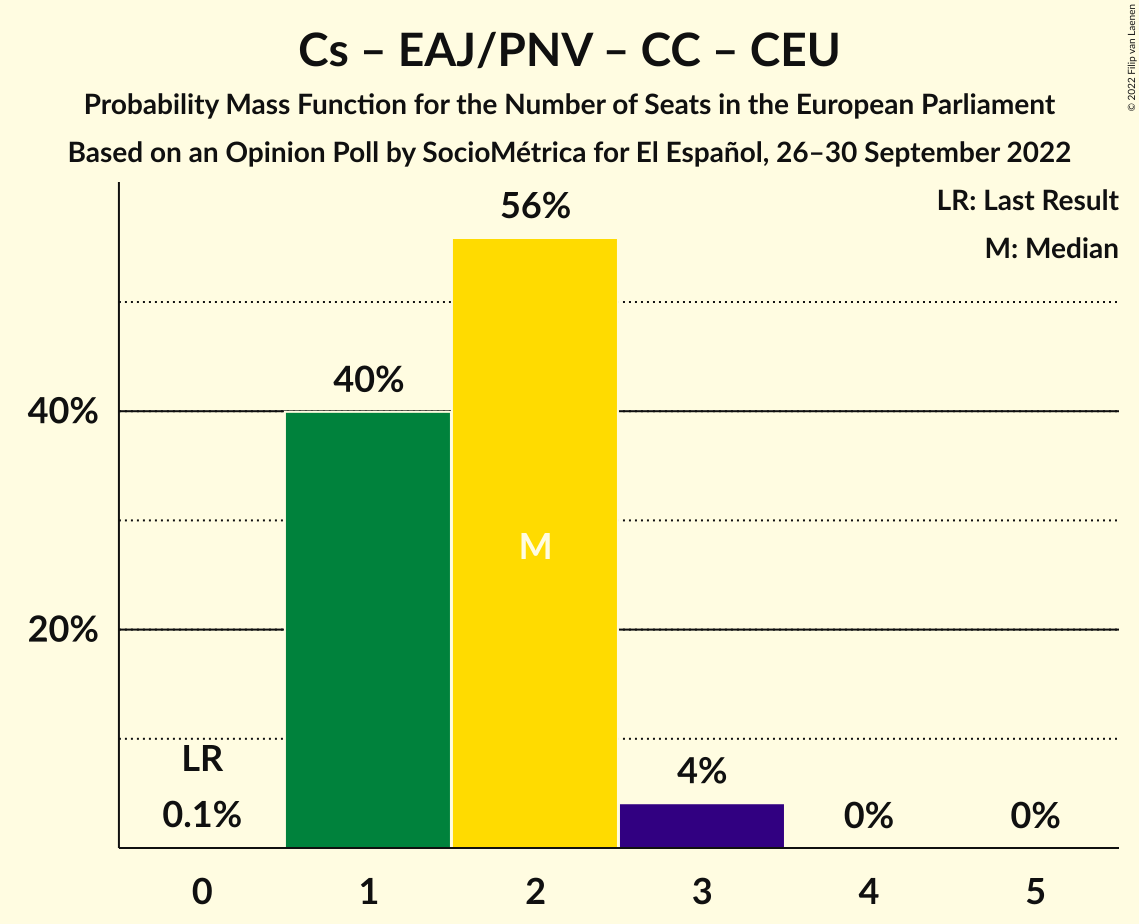 Cs – EAJ/PNV – CC – CEU
Probability Mass Function for the Number of Seats in the European Parliament
Based on an Opinion Poll by SocioMétrica for El Español, 26–30 September 2022
© 2022 Filip van Laenen
LR: Last Result
M: Median
56%
40%
40%
M
20%
LR
0.1%
4%
0%
0%
0
1
2
3
4
5